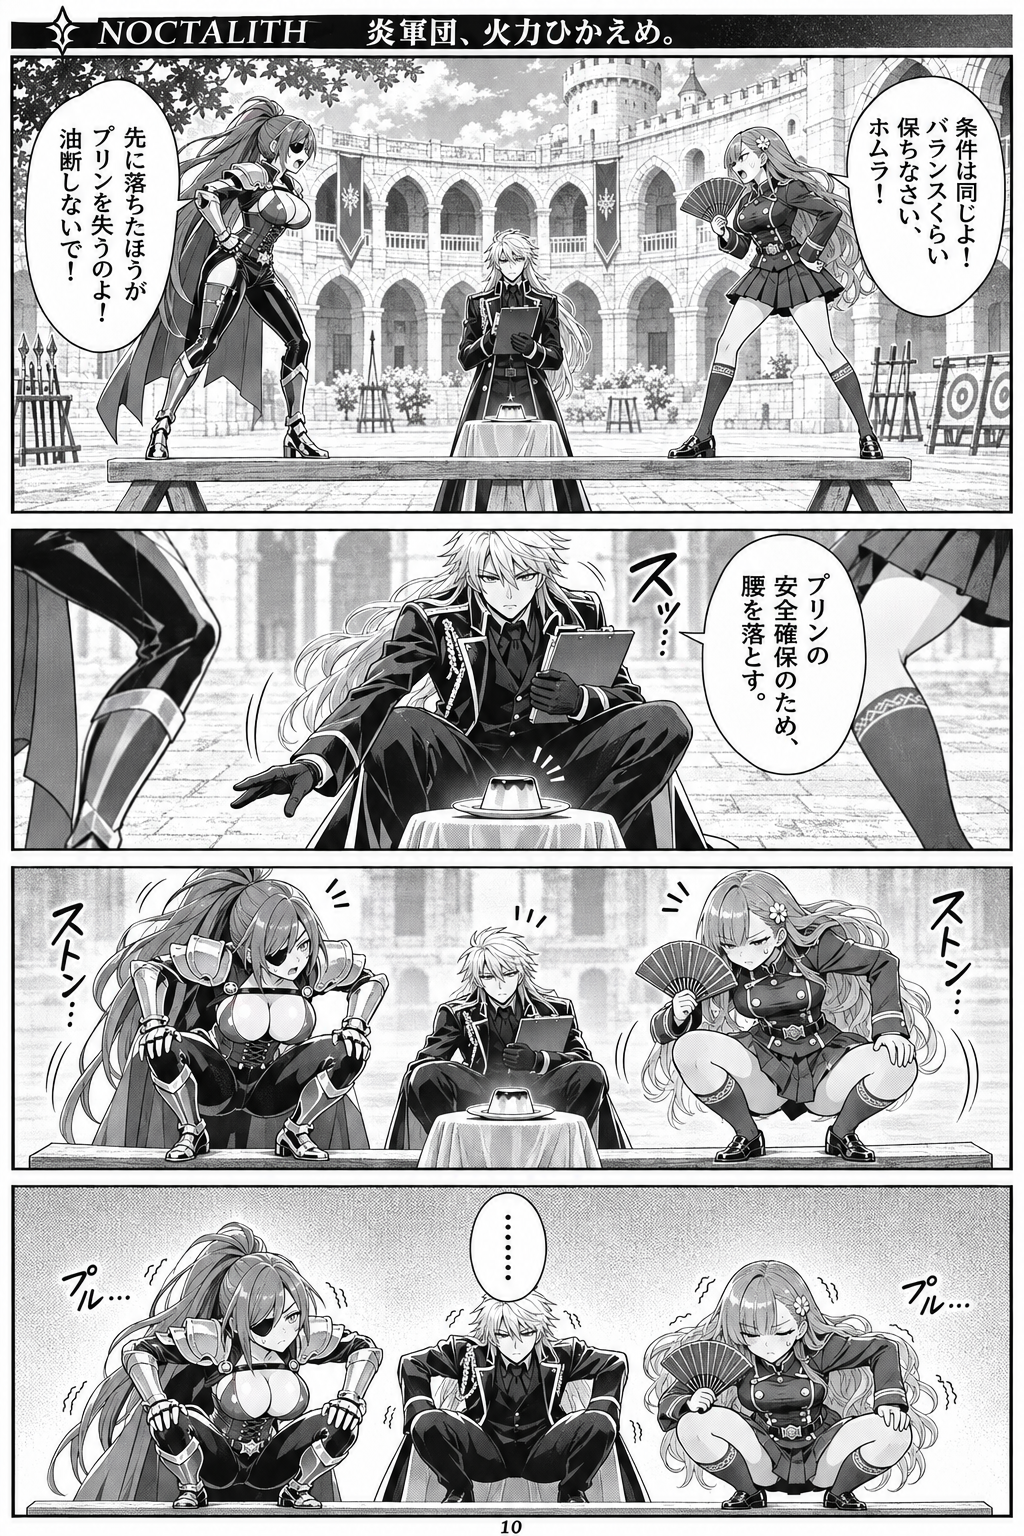 NOCTALITH 炎軍団、火力ひかえめ。
条件は同じよ！
バランスくらい
保ちなさい、
ホムラ！
先に落ちたほうが
プリンを失うのよ！
油断しないで！
スッ…
プリンの
安全確保のため、
腰を落とす。
ストン…
ストン…
………
プル…
プル…
10